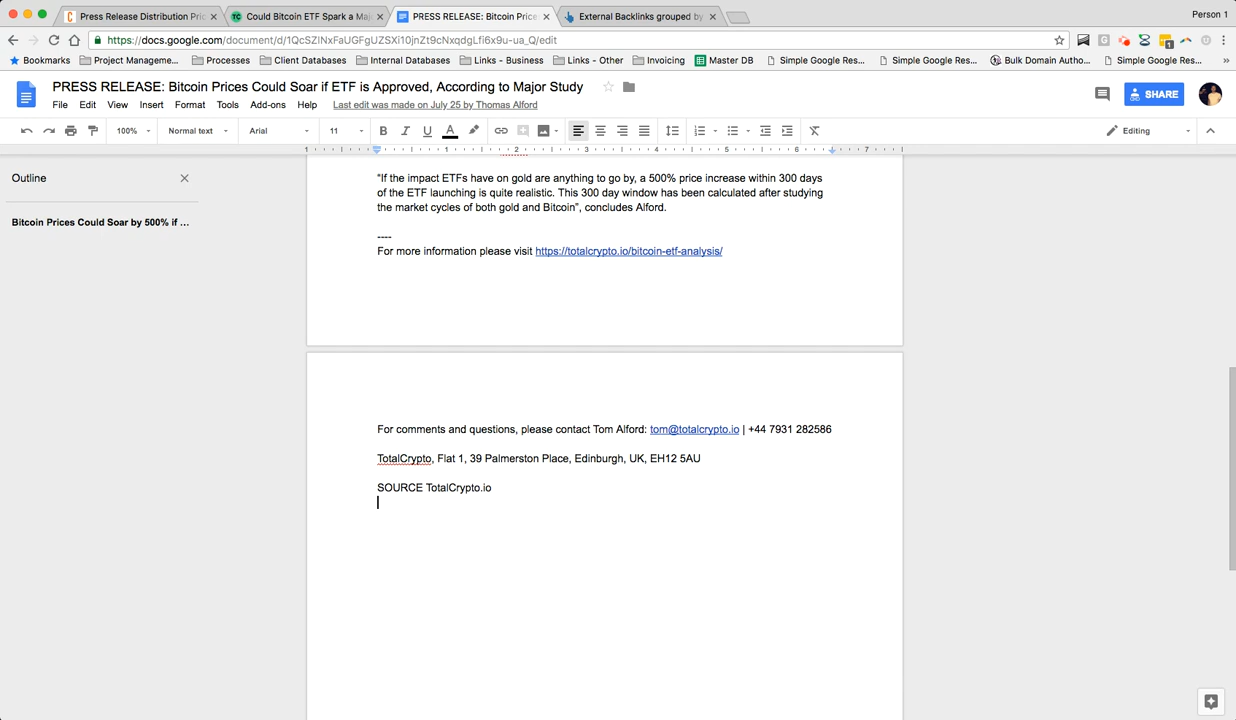 Press Release Distribution Pric
Could Bitcoin ETF Spark a Maj
PRESS RELEASE: Bitcoin Price
External Backlinks grouped by
Person 1
https://docs.google.com/document/d/1QcSZlNxFaUGFgUZSXi10jnZt9cNxqdgLfi6x9u-ua_Q/edit
Bookmarks
Project Manageme...
Processes
Client Databases
Internal Databases
Links - Business
Links - Other
Invoicing
Master DB
Simple Google Res...
Simple Google Res...
Bulk Domain Autho...
Simple Google Res...
PRESS RELEASE: Bitcoin Prices Could Soar if ETF is Approved, According to Major Study
SHARE
File Edit View Insert Format Tools Add-ons Help Last edit was made on July 25 by Thomas Alford
100% Normal text Arial 11 B I U A Editing
1 1 2 3 4 5 6 7
Outline
Bitcoin Prices Could Soar by 500% if ...
"If the impact ETFs have on gold are anything to go by, a 500% price increase within 300 days
of the ETF launching is quite realistic. This 300 day window has been calculated after studying
the market cycles of both gold and Bitcoin", concludes Alford.
----
For more information please visit https://totalcrypto.io/bitcoin-etf-analysis/
For comments and questions, please contact Tom Alford: tom@totalcrypto.io | +44 7931 282586
TotalCrypto, Flat 1, 39 Palmerston Place, Edinburgh, UK, EH12 5AU
SOURCE TotalCrypto.io